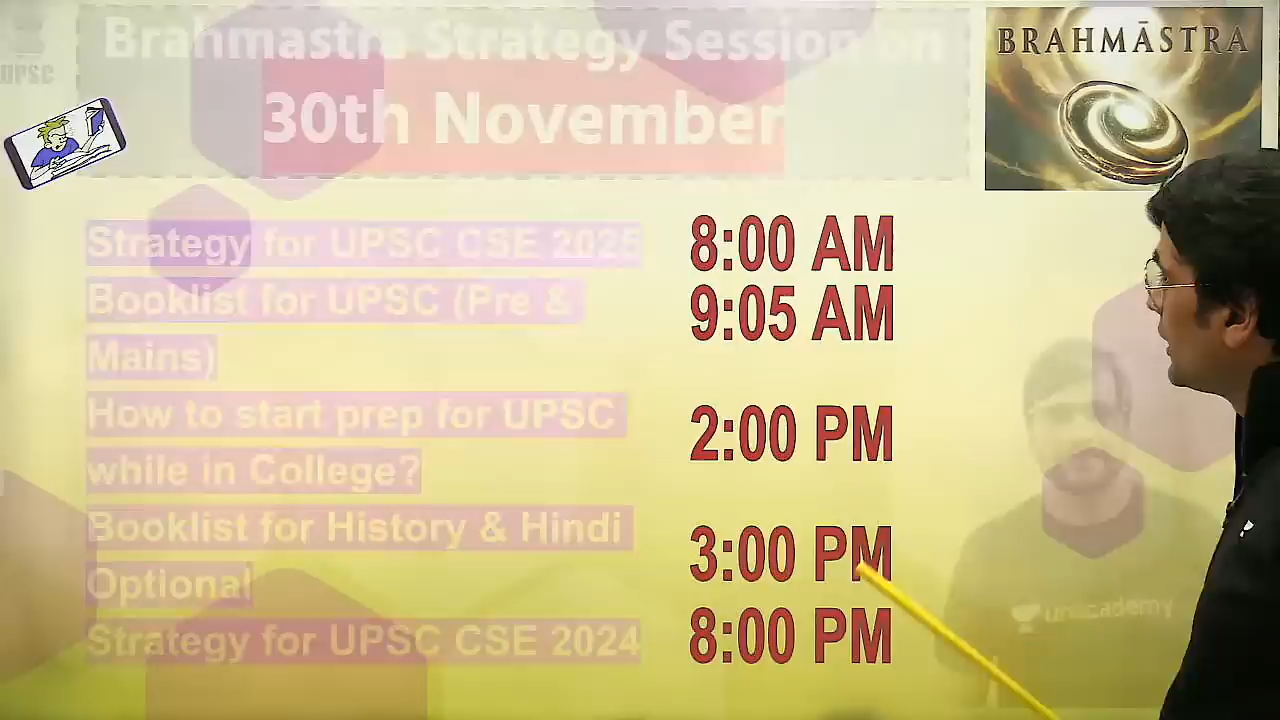 Brahmastra Strategy Session on
30th November
BRAHMĀSTRA
UPSC
Strategy for UPSC CSE 2025 8:00 AM
Booklist for UPSC (Pre & 9:05 AM
Mains)
How to start prep for UPSC 2:00 PM
while in College?
Booklist for History & Hindi 3:00 PM
Optional
Strategy for UPSC CSE 2024 8:00 PM
unacademy